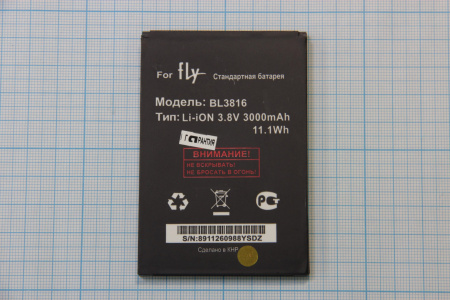 For fly Стандартная батарея
Модель: BL3816
Тип: Li-iON 3.8V 3000mAh
11.1Wh
ГАРАНТИЯ
ВНИМАНИЕ!
НЕ ВСКРЫВАТЬ!
НЕ БРОСАТЬ В ОГОНЬ!
PG
S/N:8911260988YSDZ
Сделано в КНР